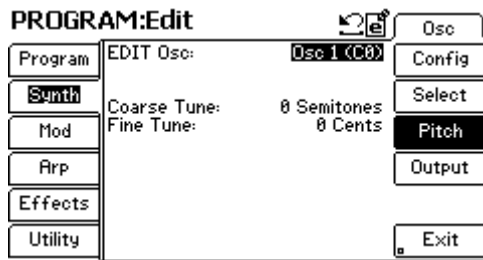 PROGRAM:Edit
e
Osc
Program
EDIT Osc: Osc 1 (C0)
Config
Synth
Select
Coarse Tune: 0 Semitones
Mod
Fine Tune: 0 Cents
Pitch
Arp
Output
Effects
Utility
Exit